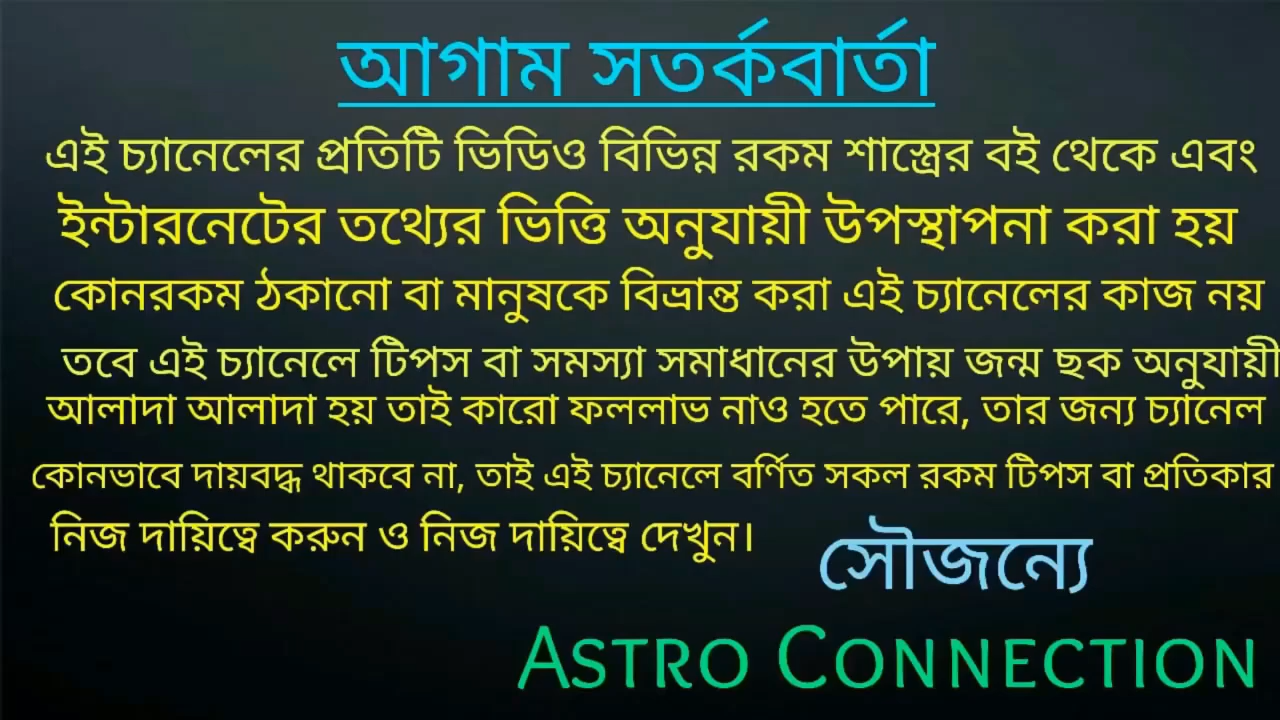 আগাম সতর্কবার্তা
এই চ্যানেলের প্রতিটি ভিডিও বিভিন্ন রকম শাস্ত্রের বই থেকে এবং
ইন্টারনেটের তথ্যের ভিত্তি অনুযায়ী উপস্থাপনা করা হয়
কোনরকম ঠকানো বা মানুষকে বিভ্রান্ত করা এই চ্যানেলের কাজ নয়
তবে এই চ্যানেলে টিপস বা সমস্যা সমাধানের উপায় জন্ম ছক অনুযায়ী
আলাদা আলাদা হয় তাই কারো ফললাভ নাও হতে পারে, তার জন্য চ্যানেল
কোনভাবে দায়বদ্ধ থাকবে না, তাই এই চ্যানেলে বর্ণিত সকল রকম টিপস বা প্রতিকার
নিজ দায়িত্বে করুন ও নিজ দায়িত্বে দেখুন।
সৌজন্যে
ASTRO CONNECTION